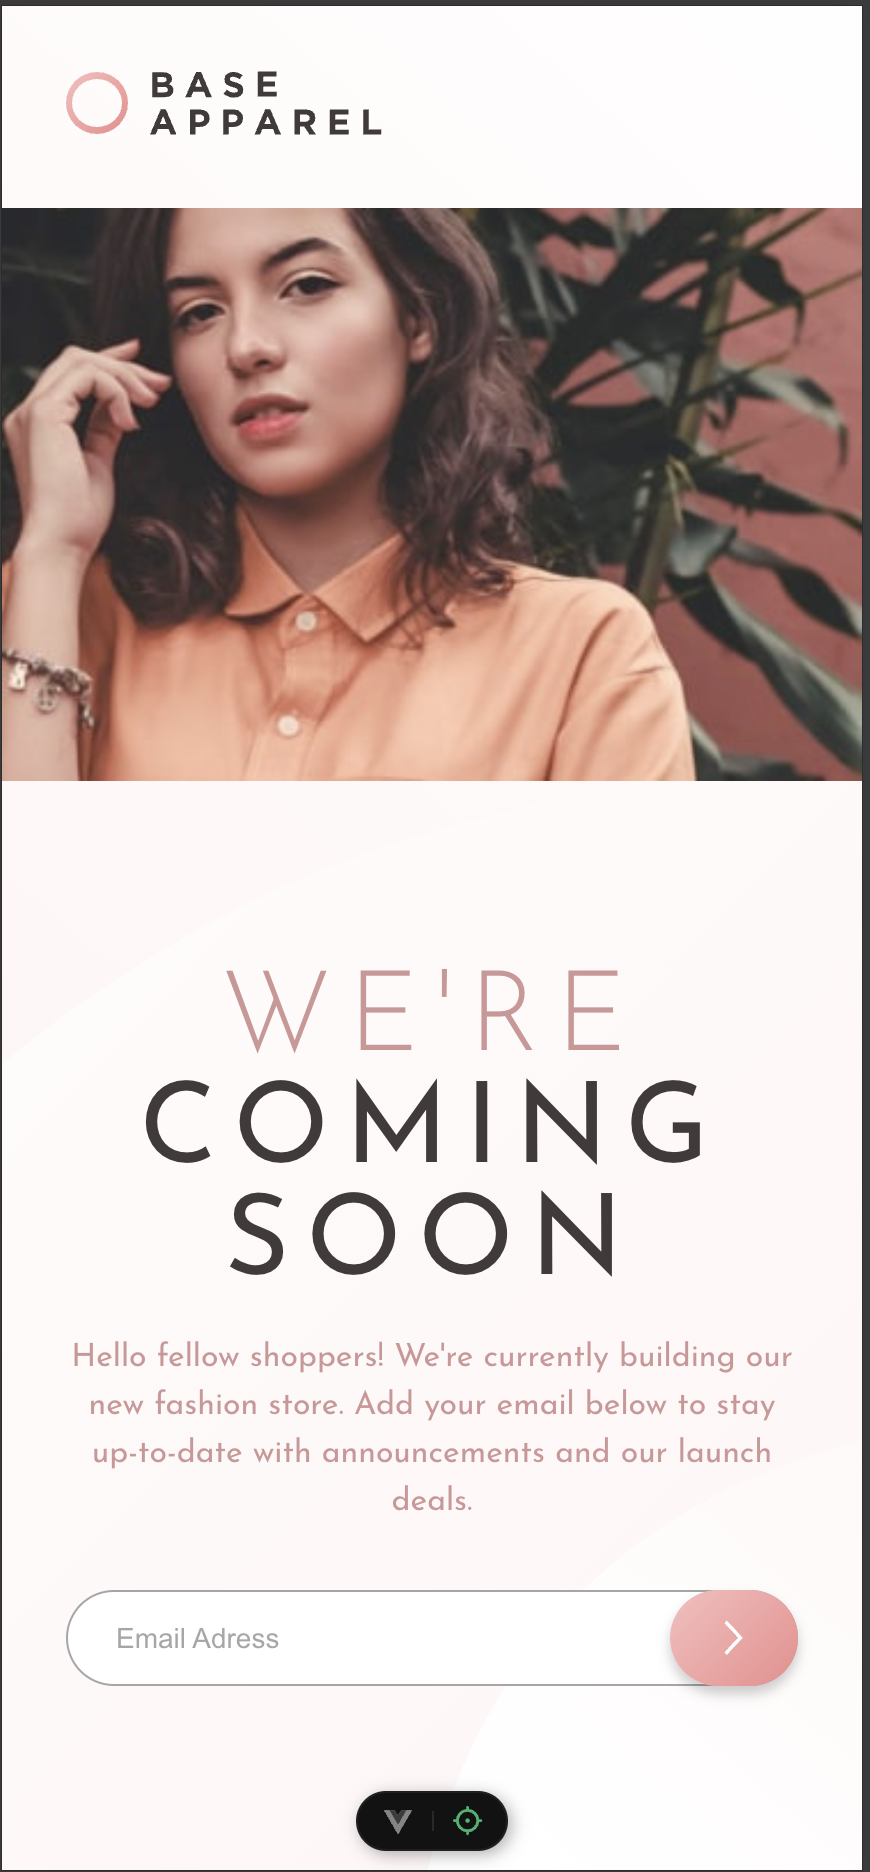 BASE
APPAREL
WE'RE
COMING
SOON
Hello fellow shoppers! We're currently building our
new fashion store. Add your email below to stay
up-to-date with announcements and our launch
deals.
Email Adress